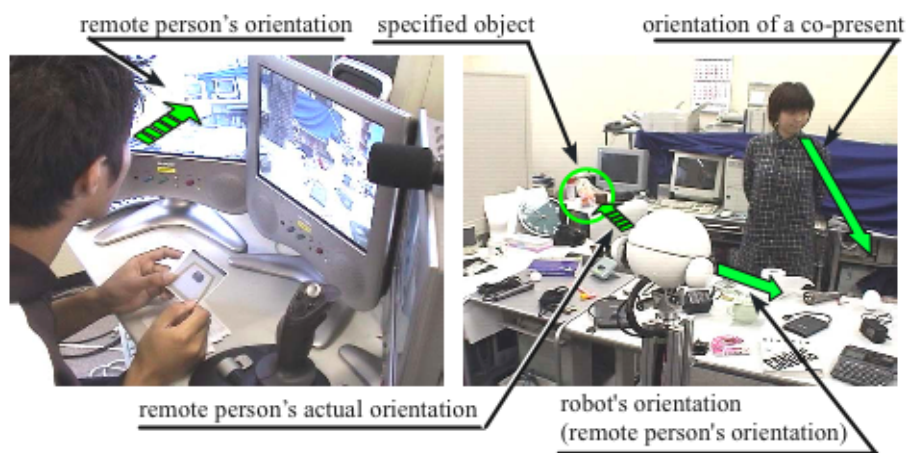 remote person's orientation
specified object
orientation of a co-present
remote person's actual orientation
robot's orientation
(remote person's orientation)